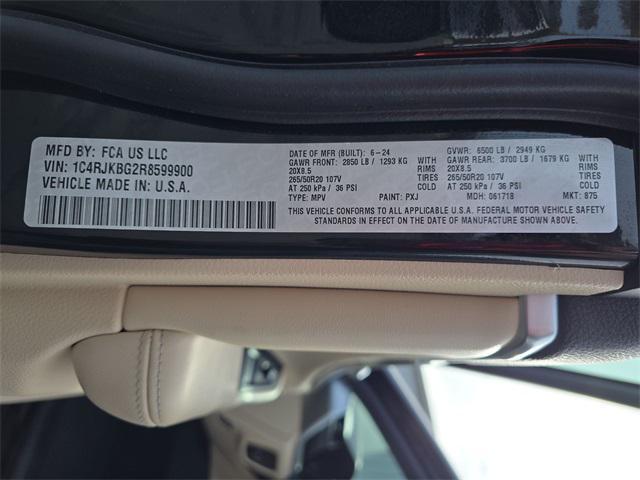 MFD BY: FCA US LLC
VIN: 1C4RJKBG2R8599900
VEHICLE MADE IN U.S.A.
DATE OF MFR (BUILT): 6-24 GVWR: 6500 LB / 2949 KG
GAWR FRONT: 2850 LB / 1293 KG WITH GAWR REAR: 3700 LB / 1679 KG WITH
20X8.5 RIMS 20X8.5 RIMS
265/50R20 107V TIRES 265/50R20 107V TIRES
AT 250 kPa / 36 PSI COLD AT 250 kPa / 36 PSI COLD
TYPE: MPV PAINT: PXJ MDH: 061718 MKT: 875
THIS VEHICLE CONFORMS TO ALL APPLICABLE U.S.A. FEDERAL MOTOR VEHICLE SAFETY
STANDARDS IN EFFECT ON THE DATE OF MANUFACTURE SHOWN ABOVE.